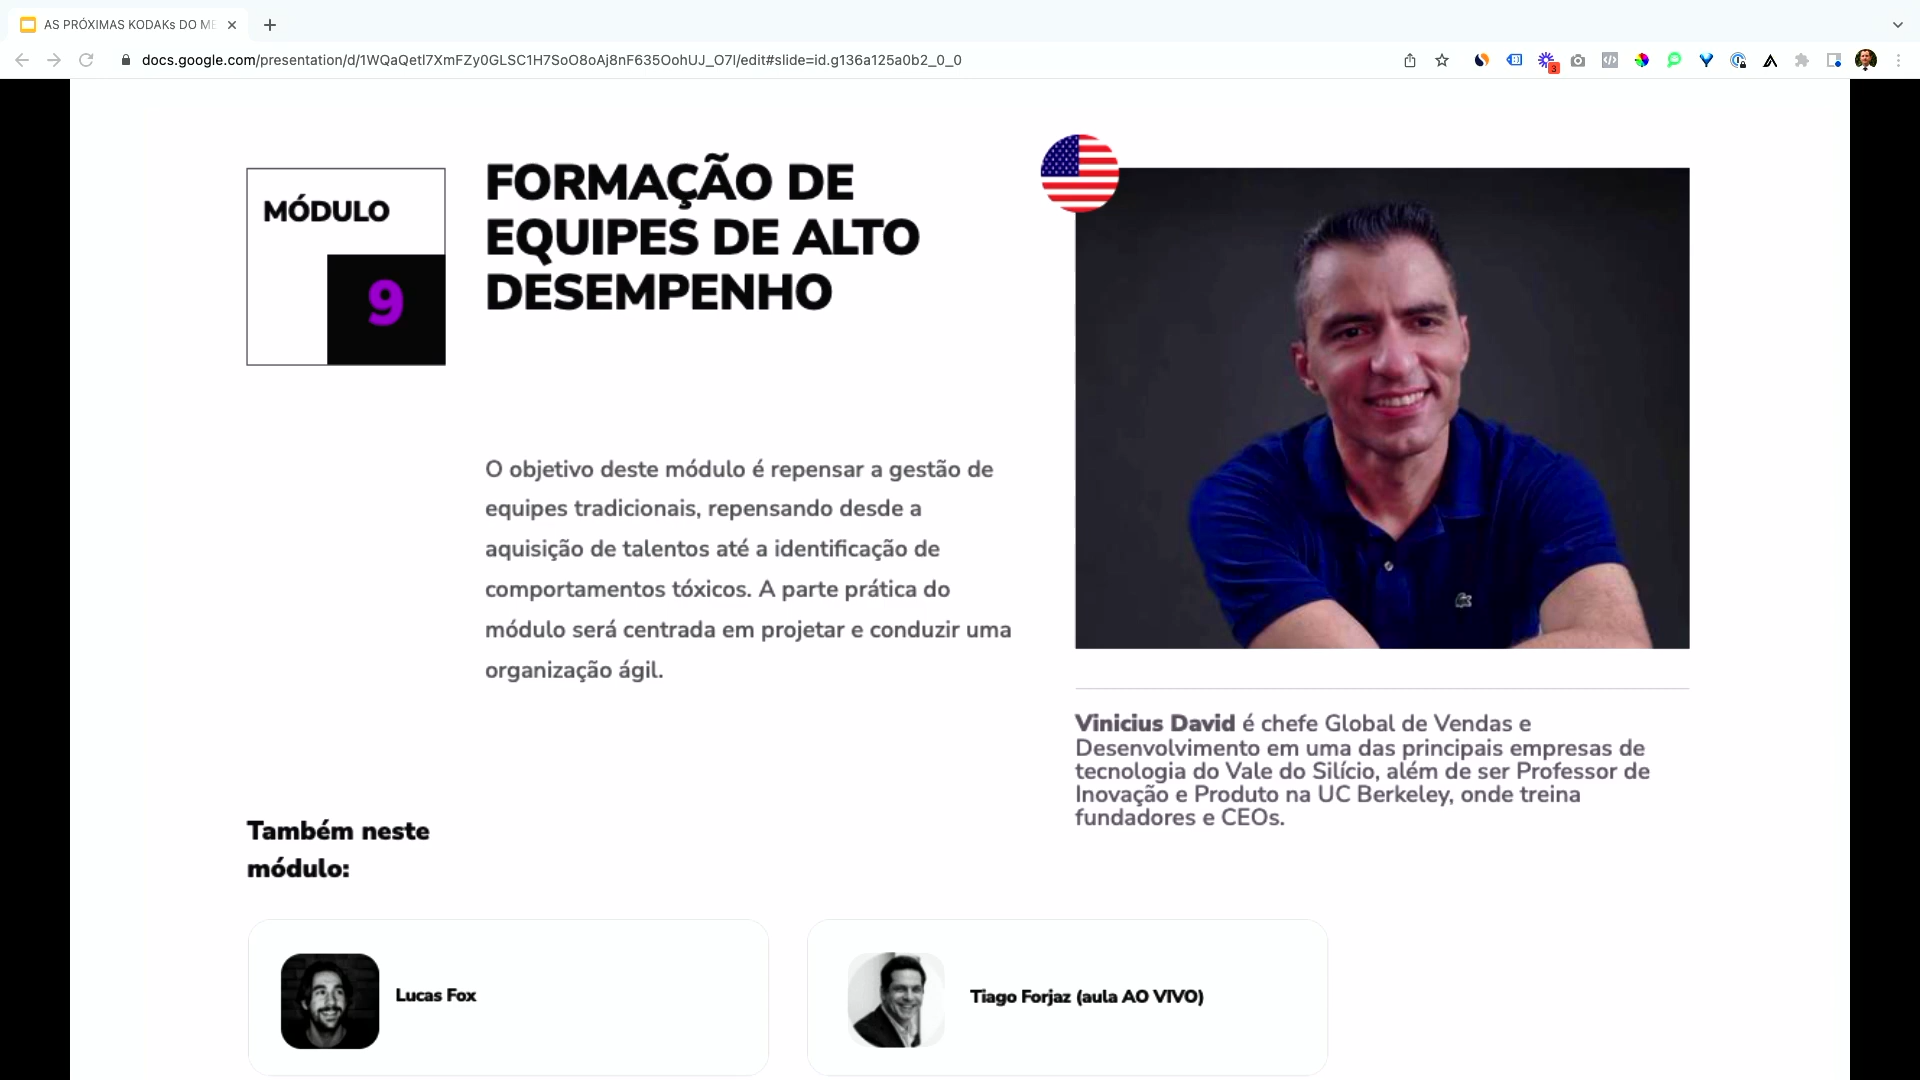 AS PRÓXIMAS KODAKs DO ME
docs.google.com/presentation/d/1WQaQetl7XmFZy0GLSC1H7SoO8oAj8nF635OohUJ_O7I/edit#slide=id.g136a125a0b2_0_0
3
MÓDULO
9
FORMAÇÃO DE
EQUIPES DE ALTO
DESEMPENHO
O objetivo deste módulo é repensar a gestão de
equipes tradicionais, repensando desde a
aquisição de talentos até a identificação de
comportamentos tóxicos. A parte prática do
módulo será centrada em projetar e conduzir uma
organização ágil.
Vinicius David é chefe Global de Vendas e
Desenvolvimento em uma das principais empresas de
tecnologia do Vale do Silício, além de ser Professor de
Inovação e Produto na UC Berkeley, onde treina
fundadores e CEOs.
Também neste
módulo:
Lucas Fox
Tiago Forjaz (aula AO VIVO)